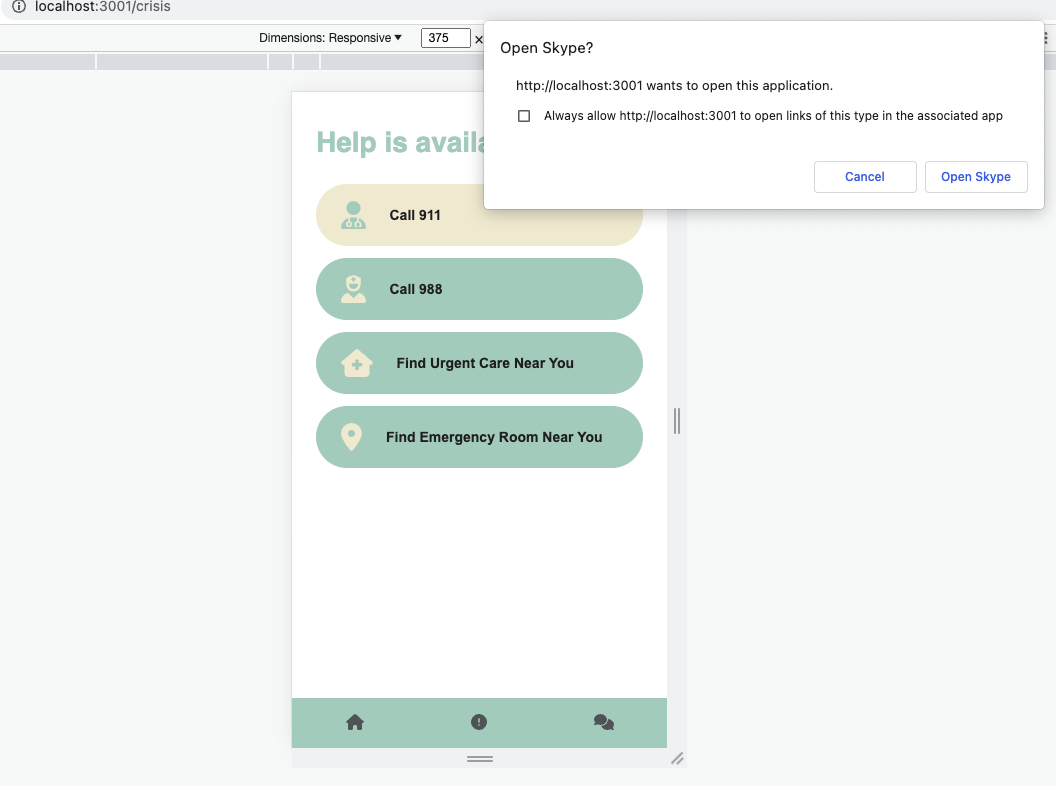 localhost:3001/crisis
Dimensions: Responsive
375 ×
Open Skype?
http://localhost:3001 wants to open this application.
Always allow http://localhost:3001 to open links of this type in the associated app
Cancel Open Skype
Help is
Call 911
Call 988
Find Urgent Care Near You
Find Emergency Room Near You